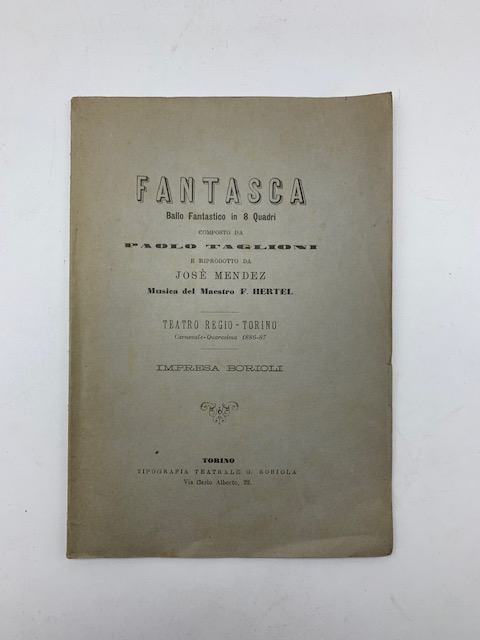 FANTASCA
Ballo Fantastico in 8 Quadri
COMPOSTO DA
PAOLO TAGLIONI
E RIPRODOTTO DA
JOSÈ MENDEZ
Musica del Maestro F. HERTEL
TEATRO REGIO - TORINO
Carnevale-Quaresima 1886-87
IMPRESA BORIOLI
TORINO
TIPOGRAFIA TEATRALE G. BORIOLA
Via Carlo Alberto, 22.